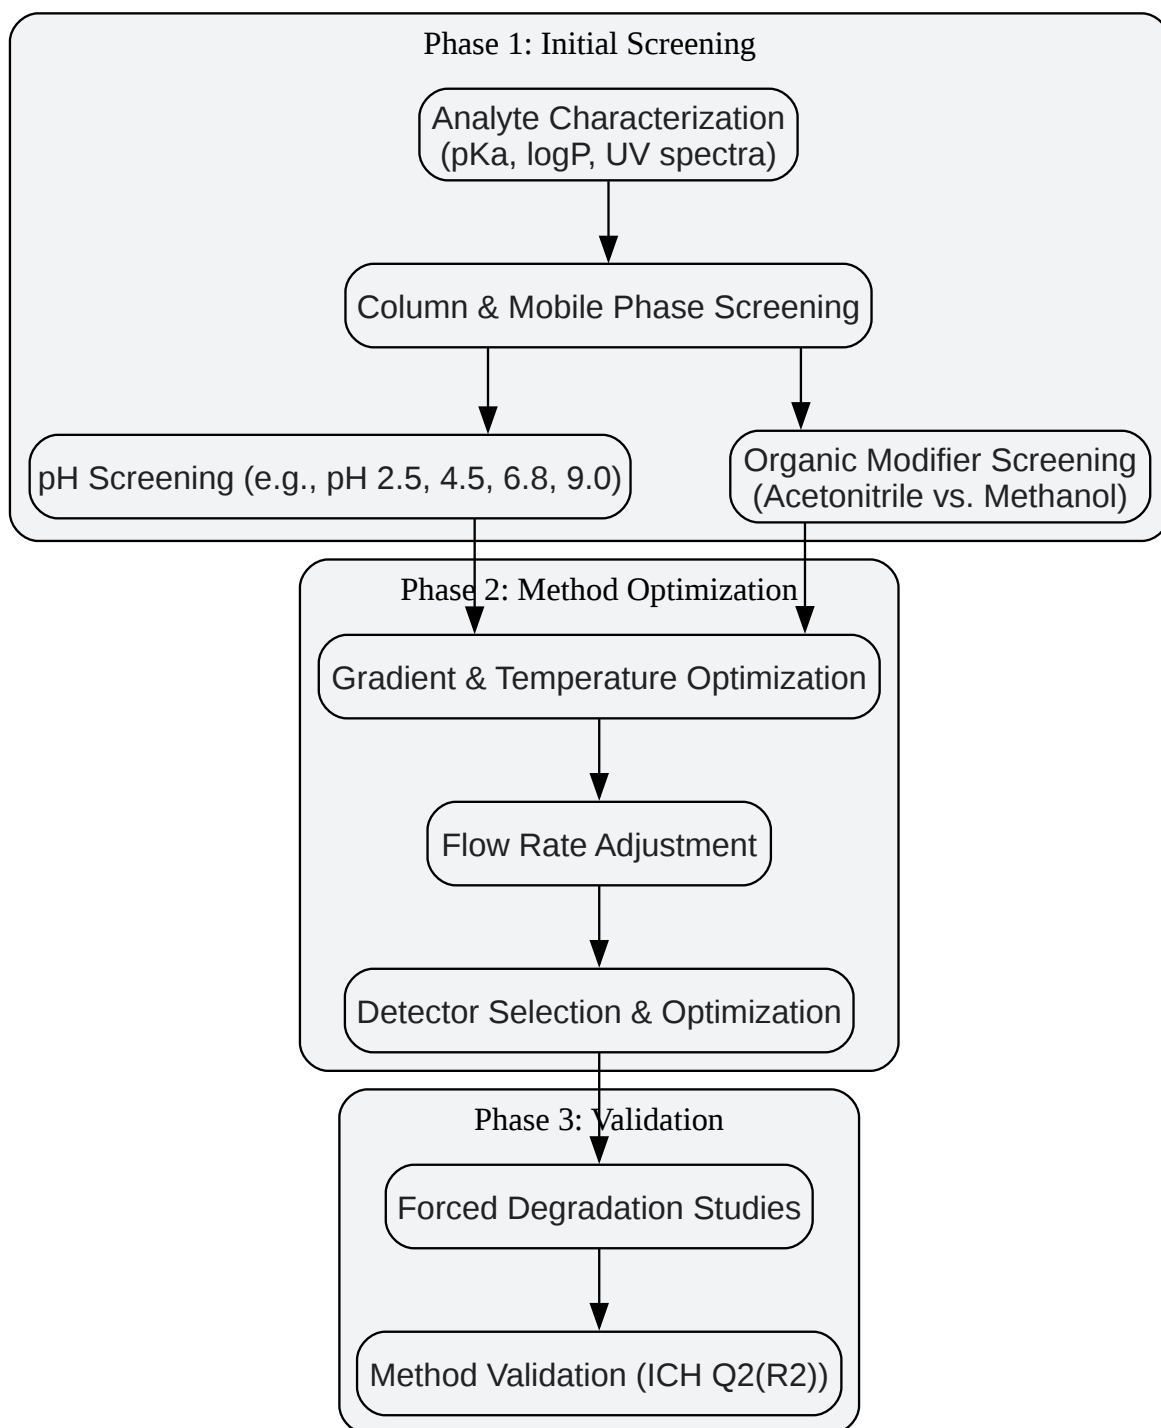 Phase 1: Initial Screening
Analyte Characterization
(pKa, logP, UV spectra)
Column & Mobile Phase Screening
pH Screening (e.g., pH 2.5, 4.5, 6.8, 9.0)
Organic Modifier Screening
(Acetonitrile vs. Methanol)
Phase 2: Method Optimization
Gradient & Temperature Optimization
Flow Rate Adjustment
Detector Selection & Optimization
Phase 3: Validation
Forced Degradation Studies
Method Validation (ICH Q2(R2))